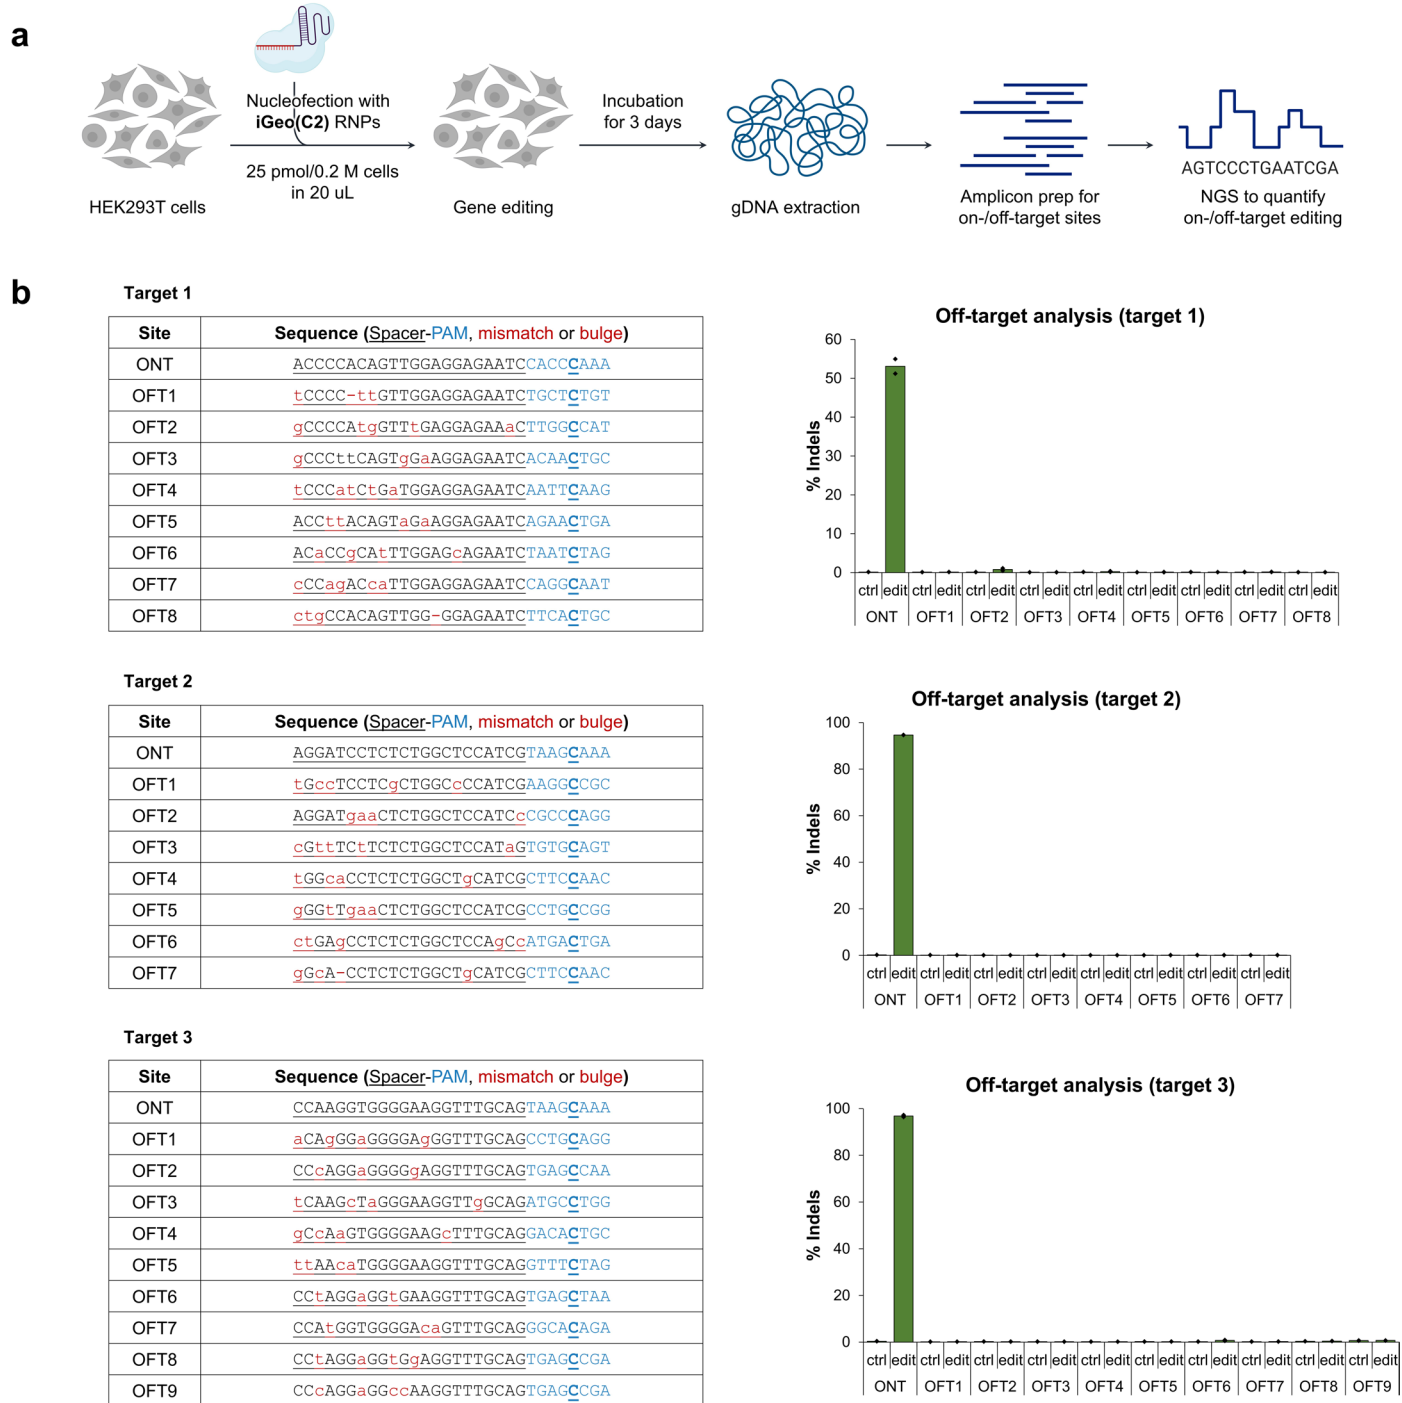 a
Nucleofection with
iGeo(C2) RNPs
25 pmol/0.2 M cells
in 20 uL
HEK293T cells
Gene editing
Incubation
for 3 days
gDNA extraction
Amplicon prep for
on-/off-target sites
AGTCCCTGAATCGA
NGS to quantify
on-/off-target editing
b
Target 1
Site Sequence (Spacer-PAM, mismatch or bulge)
ONT ACCCCACAGTTGGAGGAGAATCCACCCAAA
OFT1 tCCCC-ttGTTGGAGGAGAATCTGCTCTGT
OFT2 gCCCCAtgGTTtGAGGAGAAaCTTGGCCAT
OFT3 gCCCttCAGTgGaAGGAGAATCACAACTGC
OFT4 tCCCatCtGaTGGAGGAGAATCAATTCAAG
OFT5 ACCttACAGTaGaAGGAGAATCAGAACTGA
OFT6 ACaCCgCAtTTGGAGcAGAATCTAATCTAG
OFT7 cCCagACcaTTGGAGGAGAATCCAGGCAAT
OFT8 ctgCCACAGTTGG-GGAGAATCTTCACTGC
Off-target analysis (target 1)
% Indels
60
50
40
30
20
10
0
ctrl edit ctrl edit ctrl edit ctrl edit ctrl edit ctrl edit ctrl edit ctrl edit ctrl edit
ONT OFT1 OFT2 OFT3 OFT4 OFT5 OFT6 OFT7 OFT8
Target 2
Site Sequence (Spacer-PAM, mismatch or bulge)
ONT AGGATCCTCTCTGGCTCCATCGTAAGCAAA
OFT1 tGccTCCTCgCTGGCcCCATCGAAGGCCGC
OFT2 AGGATgaaCTCTGGCTCCATCcCGCCCAGG
OFT3 cGttTCtTCTCTGGCTCCATaGTGTGCAGT
OFT4 tGGcaCCTCTCTGGCTgCATCGCTTCCAAC
OFT5 gGGtTgaaCTCTGGCTCCATCGCCTGCCGG
OFT6 ctGAgCCTCTCTGGCTCCAgCcATGACTGA
OFT7 gGcA-CCTCTCTGGCTgCATCGCTTCCAAC
Off-target analysis (target 2)
% Indels
100
80
60
40
20
0
ctrl edit ctrl edit ctrl edit ctrl edit ctrl edit ctrl edit ctrl edit ctrl edit
ONT OFT1 OFT2 OFT3 OFT4 OFT5 OFT6 OFT7
Target 3
Site Sequence (Spacer-PAM, mismatch or bulge)
ONT CCAAGGTGGGGAAGGTTTGCAGTAAGCAAA
OFT1 aCAgGGaGGGGAgGGTTTGCAGCCTGCAGG
OFT2 CCcAGGaGGGGgAGGTTTGCAGTGAGCCAA
OFT3 tCAAGcTaGGGAAGGTTgGCAGATGCCTGG
OFT4 gCcAaGTGGGGAAGcTTTGCAGGACACTGC
OFT5 ttAAcaTGGGGAAGGTTTGCAGGTTTCTAG
OFT6 CCtAGGaGGtGAAGGTTTGCAGTGAGCTAA
OFT7 CCAtGGTGGGGAcaGTTTGCAGGGCACAGA
OFT8 CCtAGGaGGtGgAGGTTTGCAGTGAGCCGA
OFT9 CCcAGGaGGccAAGGTTTGCAGTGAGCCGA
Off-target analysis (target 3)
% Indels
100
80
60
40
20
0
ctrl edit ctrl edit ctrl edit ctrl edit ctrl edit ctrl edit ctrl edit ctrl edit ctrl edit ctrl edit
ONT OFT1 OFT2 OFT3 OFT4 OFT5 OFT6 OFT7 OFT8 OFT9